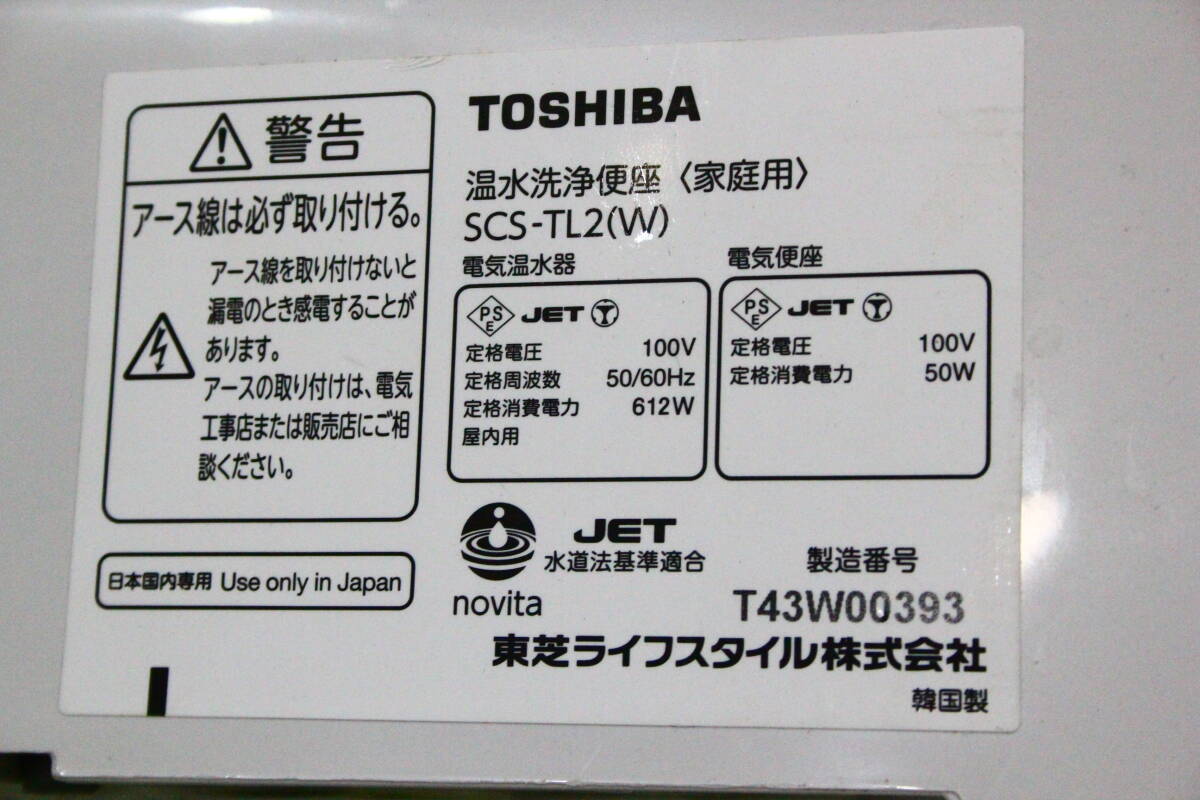 警告
アース線は必ず取り付ける。
アース線を取り付けないと
漏電のとき感電することが
あります。
アースの取り付けは、電気
工事店または販売店にご相
談ください。
日本国内専用 Use only in Japan
TOSHIBA
温水洗浄便座〈家庭用〉
SCS-TL2(W)
電気温水器
PSE JET
定格電圧 100V
定格周波数 50/60Hz
定格消費電力 612W
屋内用
電気便座
PSE JET
定格電圧 100V
定格消費電力 50W
JET
水道法基準適合
novita
製造番号
T43W00393
東芝ライフスタイル株式会社
韓国製